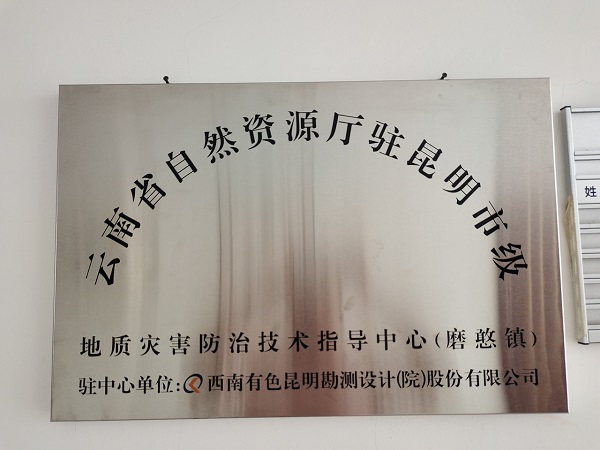 云南省自然资源厅驻昆明市级
地质灾害防治技术指导中心(磨憨镇)
驻中心单位:西南有色昆明勘测设计(院)股份有限公司
姓